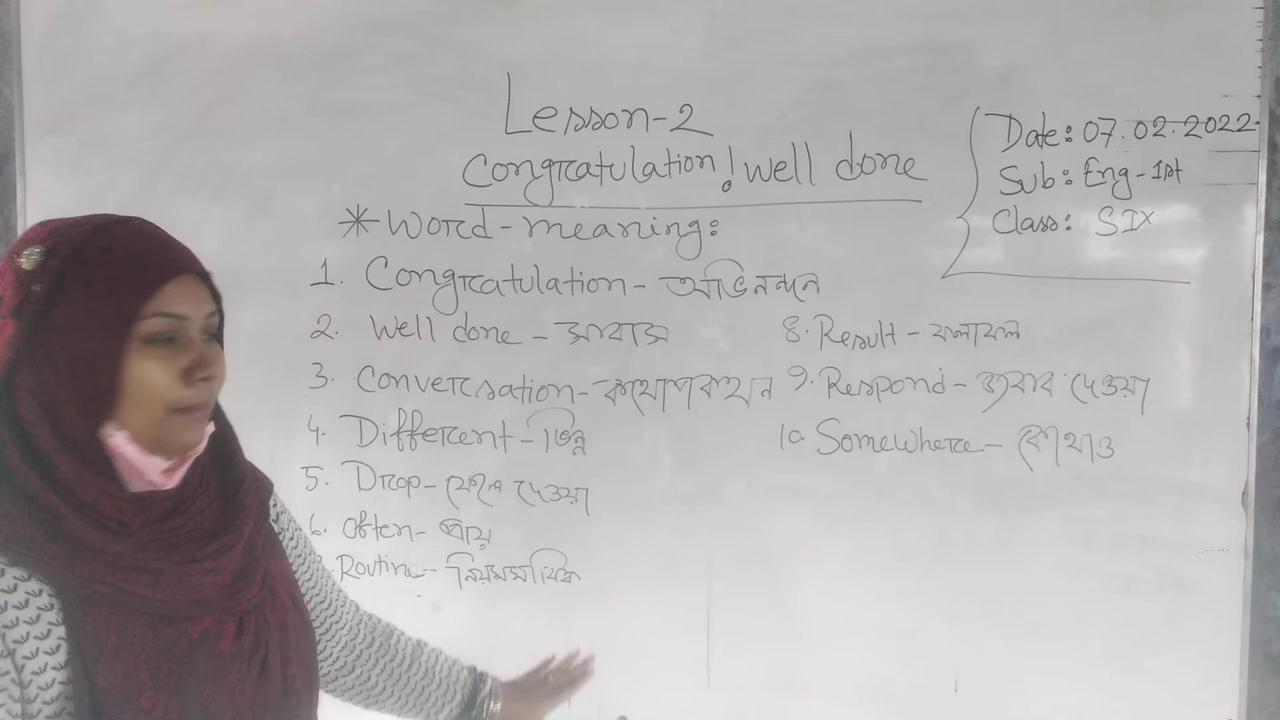 Lesson-2
Congratulation! Well done
Date: 07.02.2022
Sub: Eng-1st
Class: SIX
* Word-meaning:
1. Congratulation - অভিনন্দন
2. Well done - সাবাস
3. Conversation - কথোপকথন
4. Different - ভিন্ন
5. Drop - ফেলে দেওয়া
6. Often - প্রায়
Routine - নিয়মমাফিক
8. Result - ফলাফল
9. Respond - জবাব দেওয়া
10. Somewhere - কোথাও